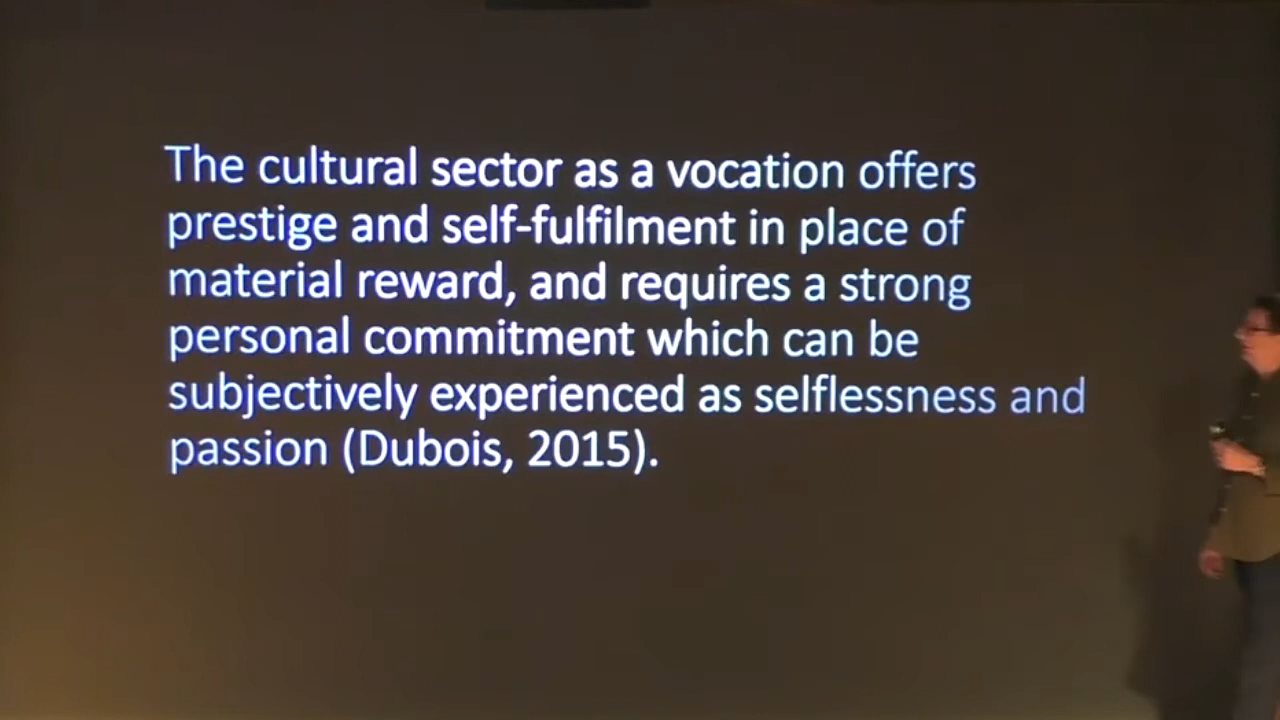 The cultural sector as a vocation offers
prestige and self-fulfilment in place of
material reward, and requires a strong
personal commitment which can be
subjectively experienced as selflessness and
passion (Dubois, 2015).